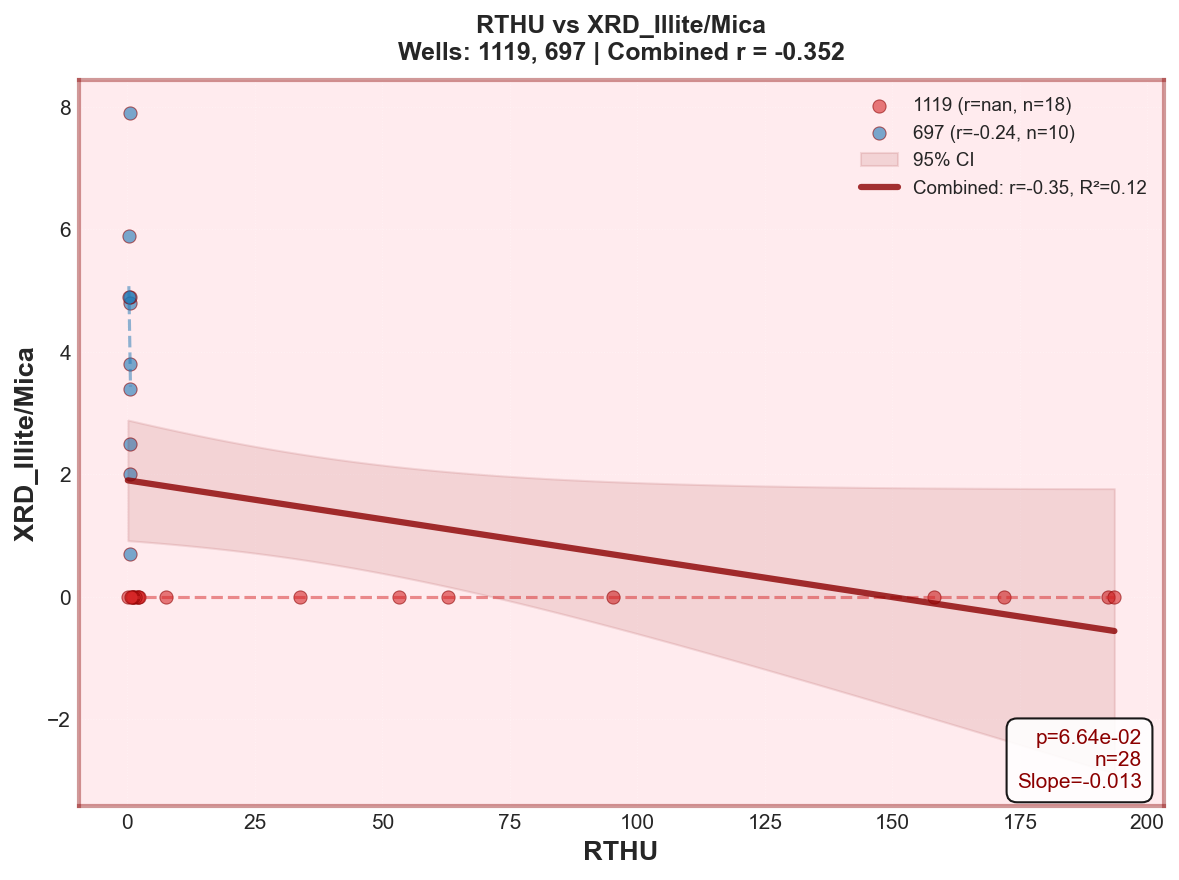 RTHU vs XRD_Illite/Mica
Wells: 1119, 697 | Combined r = -0.352
1119 (r=nan, n=18)
697 (r=-0.24, n=10)
95% CI
Combined: r=-0.35, R²=0.12
XRD_Illite/Mica
8
6
4
2
0
−2
p=6.64e-02
n=28
Slope=-0.013
0 25 50 75 100 125 150 175 200
RTHU